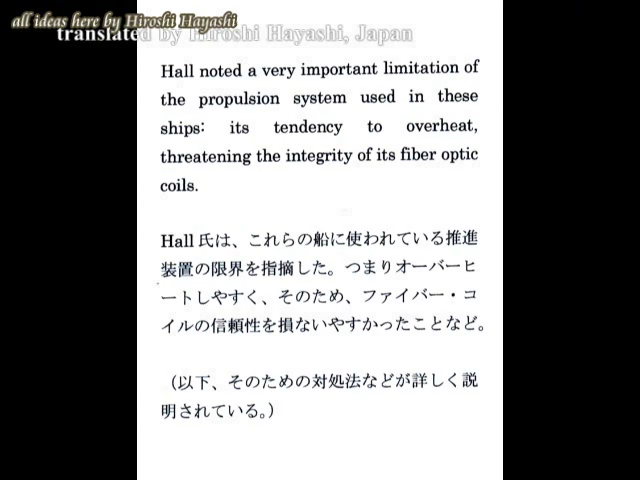 all ideas here by Hiroshi Hayashi
translated by Hiroshi Hayashi, Japan
Hall noted a very important limitation of
the propulsion system used in these
ships: its tendency to overheat,
threatening the integrity of its fiber optic
coils.
Hall 氏は、これらの船に使われている推進
装置の限界を指摘した。つまりオーバーヒ
ートしやすく、そのため、ファイバー・コ
イルの信頼性を損ないやすかったことなど。
（以下、そのための対処法などが詳しく説
明されている。）